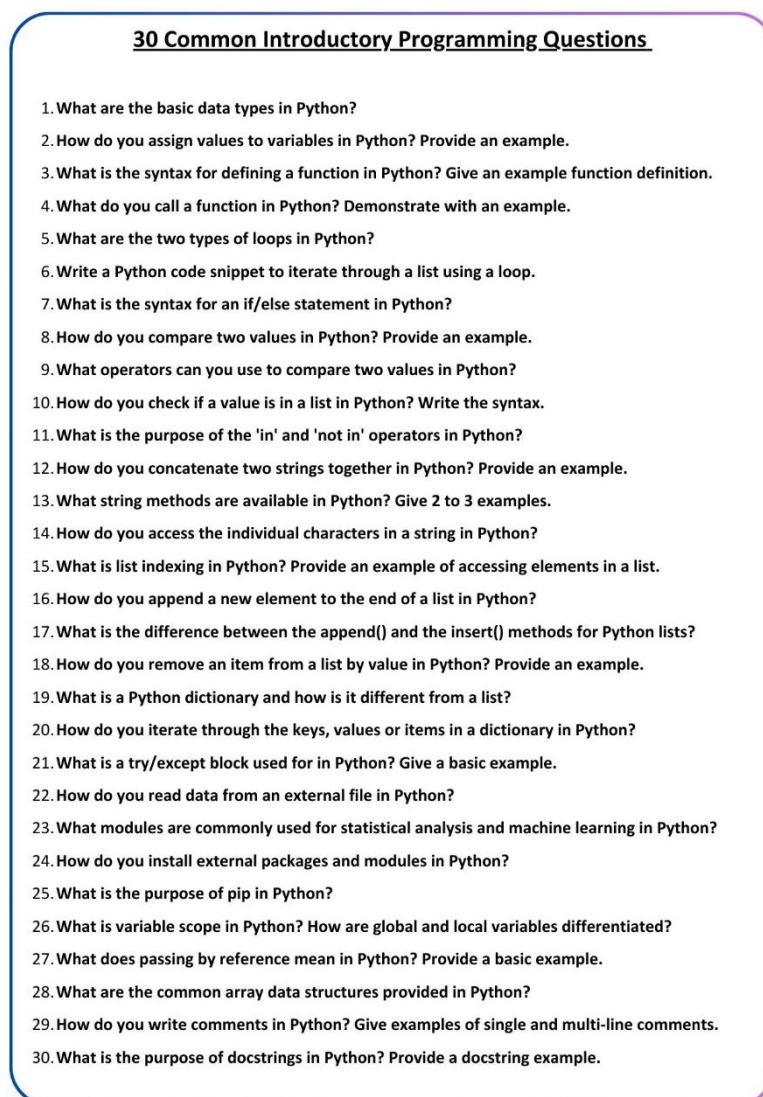 30 Common Introductory Programming Questions
1. What are the basic data types in Python?
2. How do you assign values to variables in Python? Provide an example.
3. What is the syntax for defining a function in Python? Give an example function definition.
4. What do you call a function in Python? Demonstrate with an example.
5. What are the two types of loops in Python?
6. Write a Python code snippet to iterate through a list using a loop.
7. What is the syntax for an if/else statement in Python?
8. How do you compare two values in Python? Provide an example.
9. What operators can you use to compare two values in Python?
10. How do you check if a value is in a list in Python? Write the syntax.
11. What is the purpose of the 'in' and 'not in' operators in Python?
12. How do you concatenate two strings together in Python? Provide an example.
13. What string methods are available in Python? Give 2 to 3 examples.
14. How do you access the individual characters in a string in Python?
15. What is list indexing in Python? Provide an example of accessing elements in a list.
16. How do you append a new element to the end of a list in Python?
17. What is the difference between the append() and the insert() methods for Python lists?
18. How do you remove an item from a list by value in Python? Provide an example.
19. What is a Python dictionary and how is it different from a list?
20. How do you iterate through the keys, values or items in a dictionary in Python?
21. What is a try/except block used for in Python? Give a basic example.
22. How do you read data from an external file in Python?
23. What modules are commonly used for statistical analysis and machine learning in Python?
24. How do you install external packages and modules in Python?
25. What is the purpose of pip in Python?
26. What is variable scope in Python? How are global and local variables differentiated?
27. What does passing by reference mean in Python? Provide a basic example.
28. What are the common array data structures provided in Python?
29. How do you write comments in Python? Give examples of single and multi-line comments.
30. What is the purpose of docstrings in Python? Provide a docstring example.